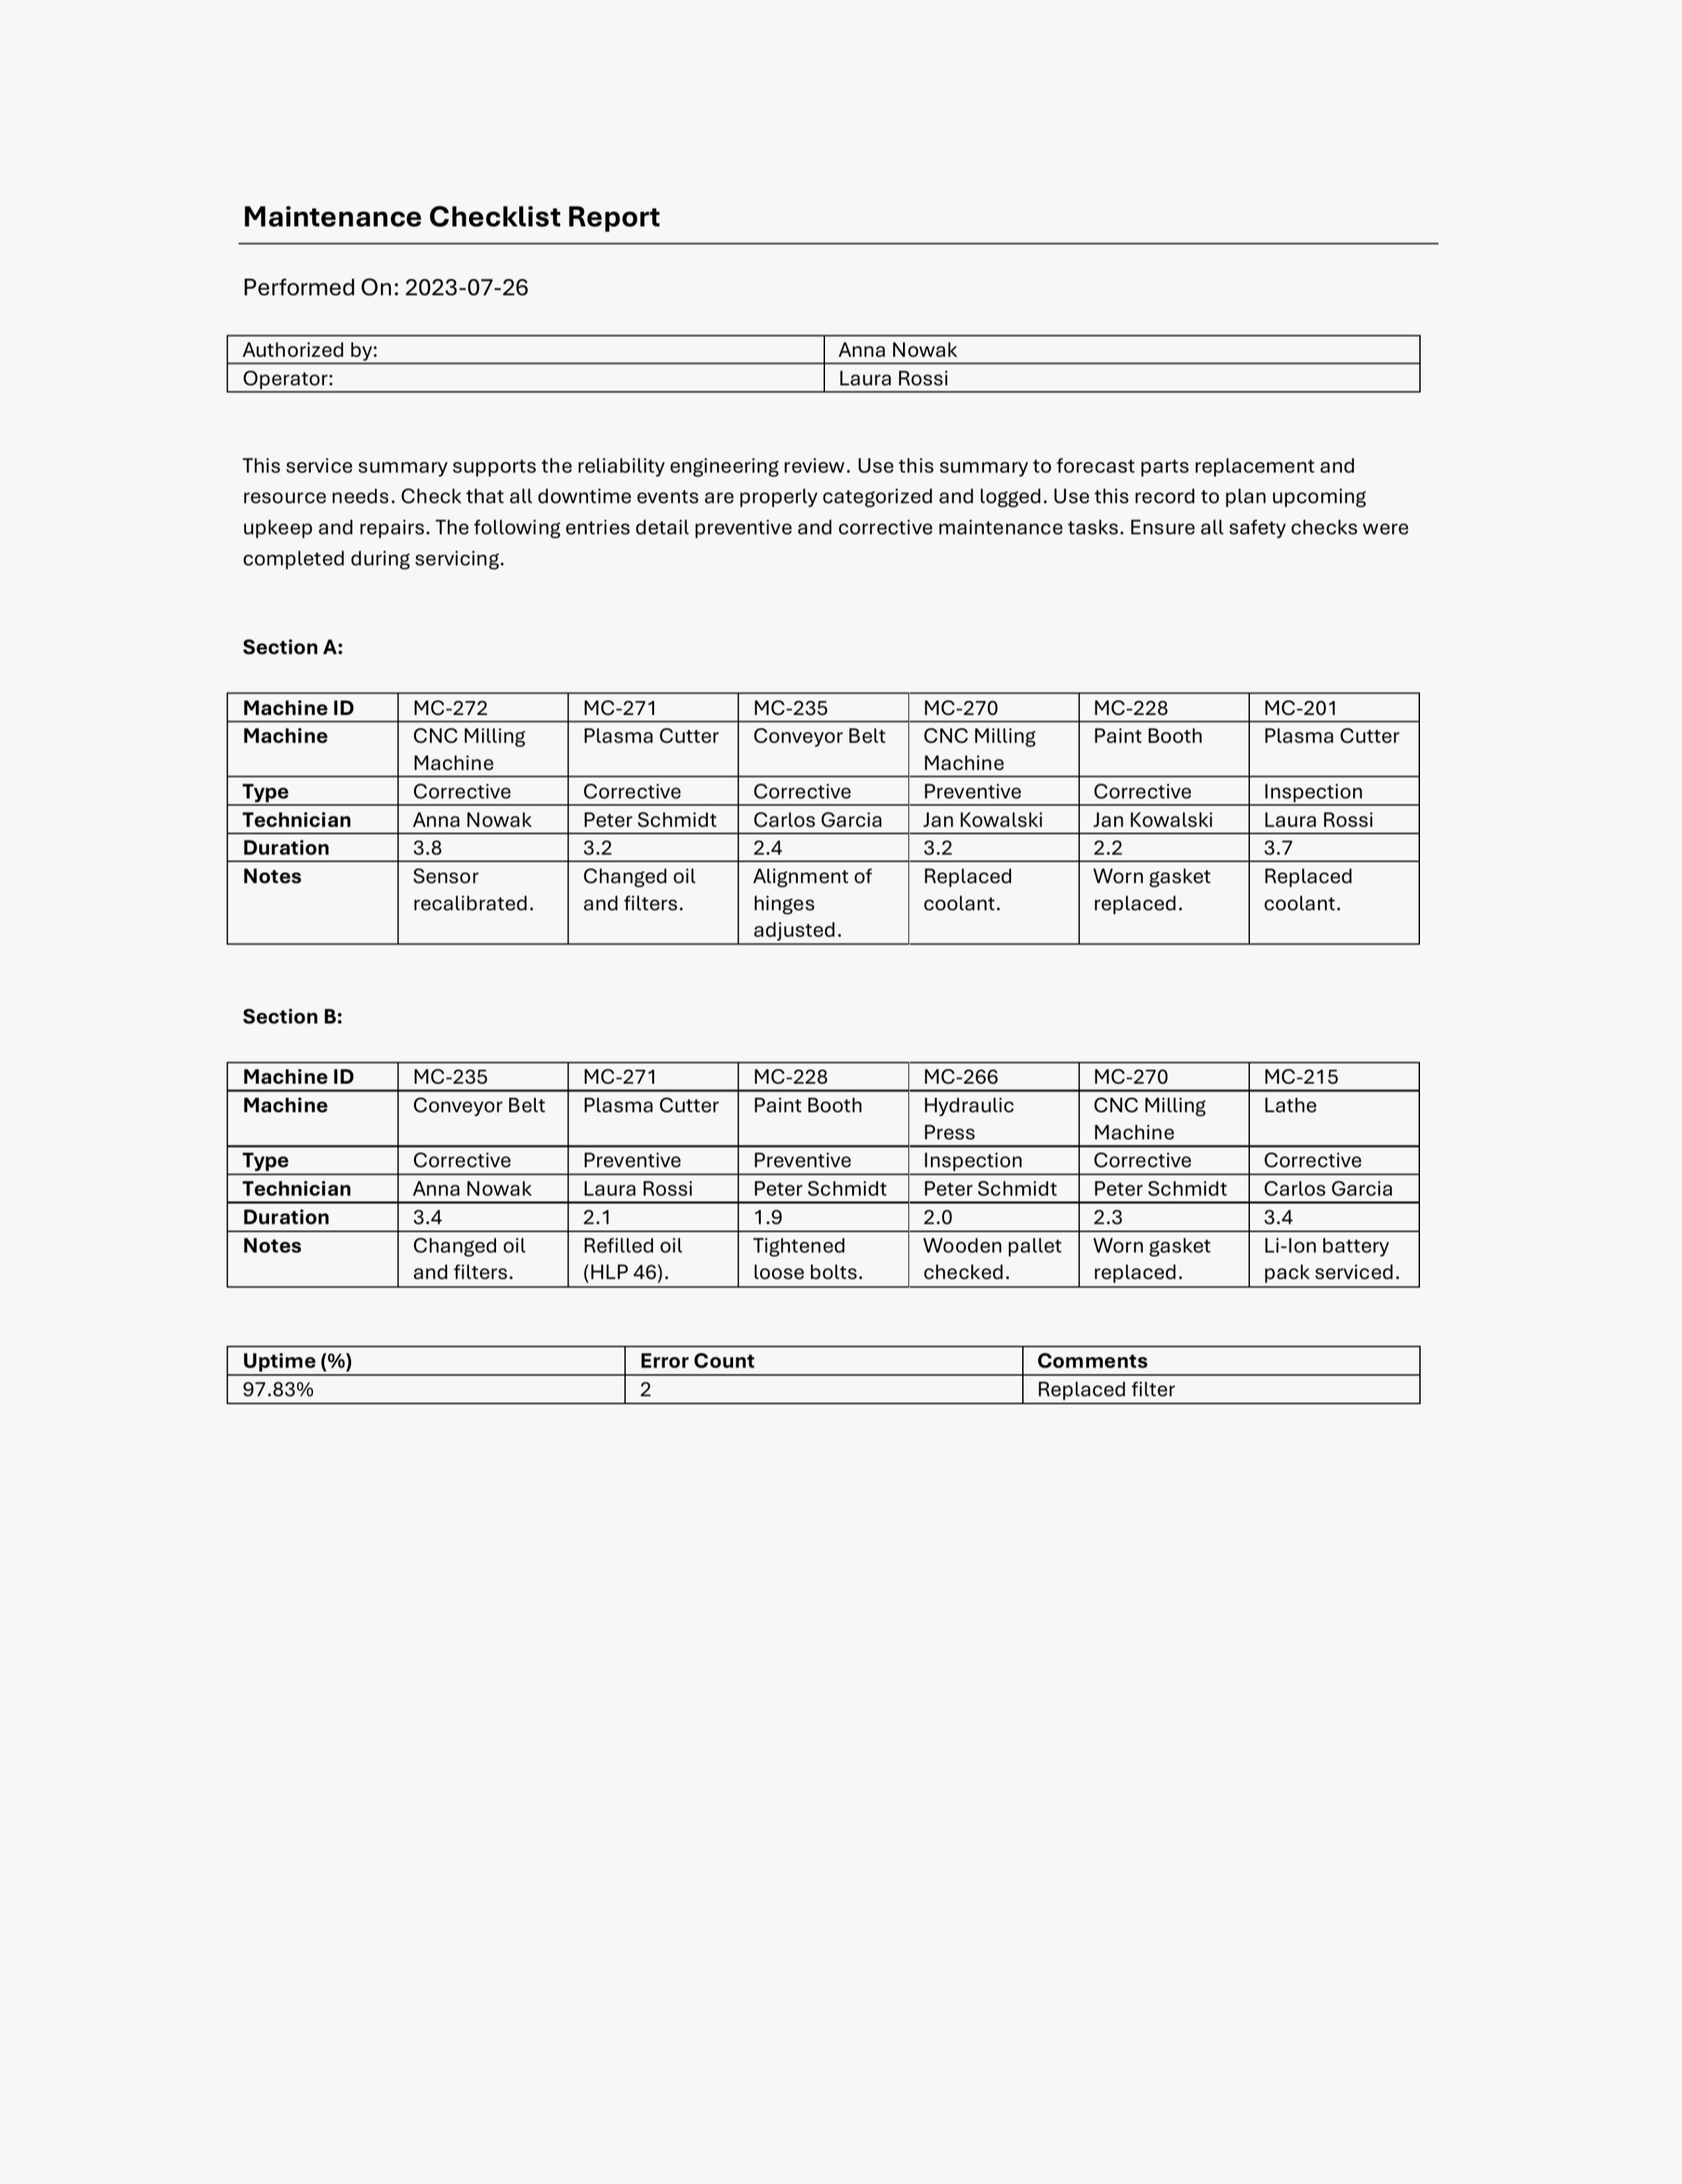 Maintenance Checklist Report
Performed On: 2023-07-26
Authorized by: Anna Nowak
Operator: Laura Rossi
This service summary supports the reliability engineering review. Use this summary to forecast parts replacement and
resource needs. Check that all downtime events are properly categorized and logged. Use this record to plan upcoming
upkeep and repairs. The following entries detail preventive and corrective maintenance tasks. Ensure all safety checks were
completed during servicing.
Section A:
Machine ID MC-272 MC-271 MC-235 MC-270 MC-228 MC-201
Machine CNC Milling Plasma Cutter Conveyor Belt CNC Milling Paint Booth Plasma Cutter
Machine Machine
Type Corrective Corrective Corrective Preventive Corrective Inspection
Technician Anna Nowak Peter Schmidt Carlos Garcia Jan Kowalski Jan Kowalski Laura Rossi
Duration 3.8 3.2 2.4 3.2 2.2 3.7
Notes Sensor Changed oil Alignment of Replaced Worn gasket Replaced
recalibrated. and filters. hinges coolant. replaced. coolant.
adjusted.
Section B:
Machine ID MC-235 MC-271 MC-228 MC-266 MC-270 MC-215
Machine Conveyor Belt Plasma Cutter Paint Booth Hydraulic CNC Milling Lathe
Press Machine
Type Corrective Preventive Preventive Inspection Corrective Corrective
Technician Anna Nowak Laura Rossi Peter Schmidt Peter Schmidt Peter Schmidt Carlos Garcia
Duration 3.4 2.1 1.9 2.0 2.3 3.4
Notes Changed oil Refilled oil Tightened Wooden pallet Worn gasket Li-Ion battery
and filters. (HLP 46). loose bolts. checked. replaced. pack serviced.
Uptime (%) Error Count Comments
97.83% 2 Replaced filter